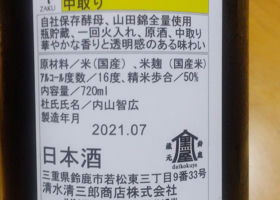 ZAKU
中取り
自社保存酵母、山田錦全量使用
瓶貯蔵、一回火入れ、原酒、中取り
華やかな香りと透明感のある味わい
原材料/米(国産)、米麹(国産米)
アルコール度数/16度、精米歩合/50%
内容量/720ml
杜氏氏名/内山智広
製造年月
2021.07
日本酒
蔵元
鈴鹿
三重県鈴鹿市若松東三丁目9番33号
清水清三郎商店株式会社